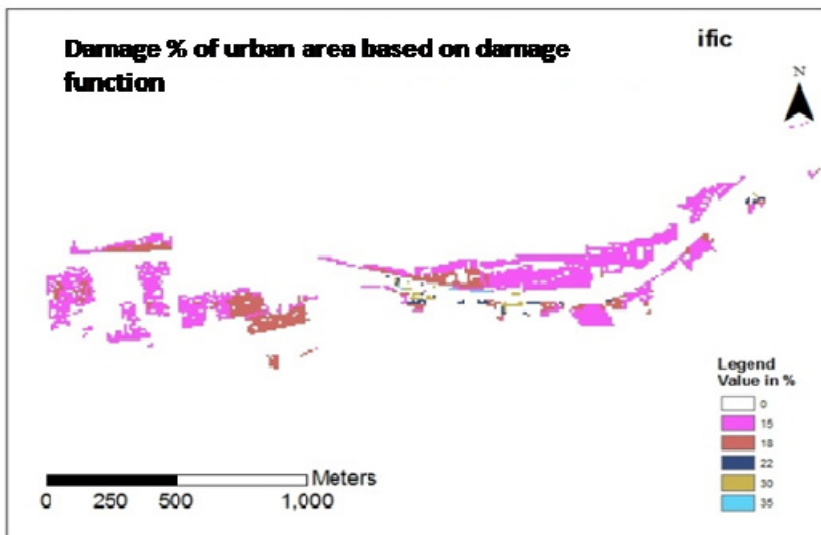 Damage % of urban area based on damage
function
ific
N
Legend
Value in %
0
15
18
22
30
35
Meters
0 250 500 1,000